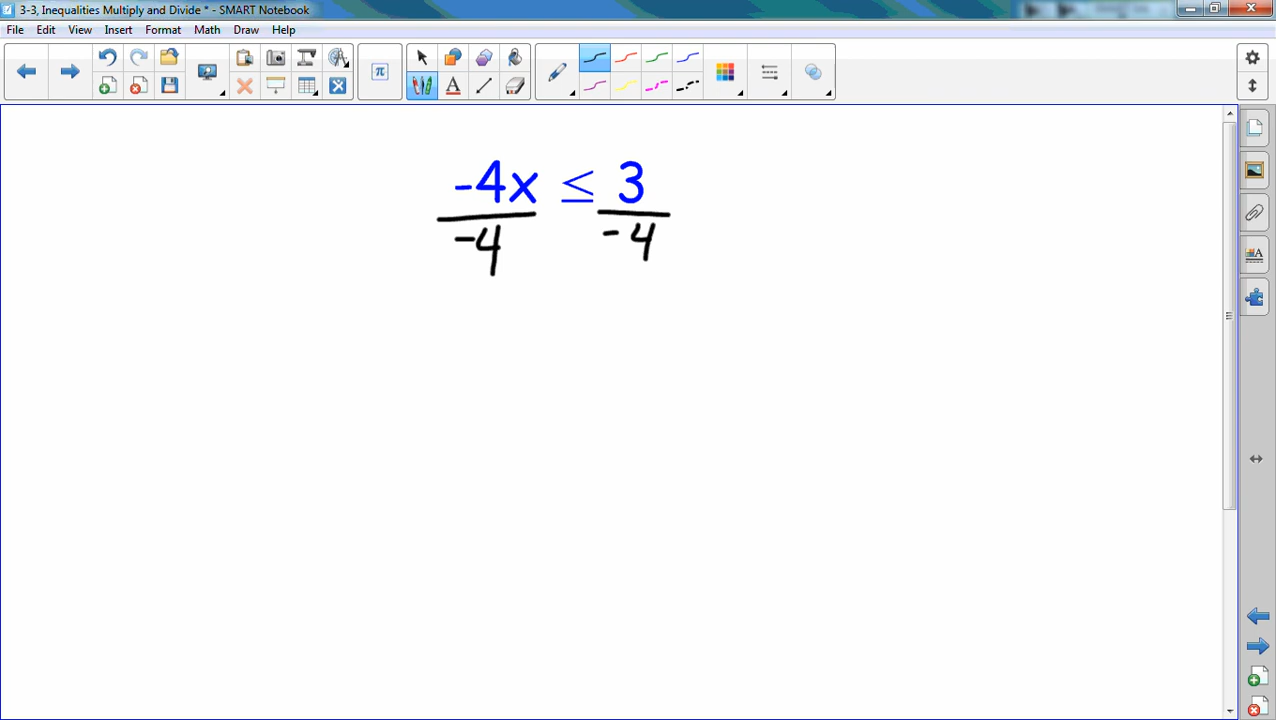 3-3, Inequalities Multiply and Divide * - SMART Notebook
File Edit View Insert Format Math Draw Help
π
A
-4x ≤ 3
-4 -4